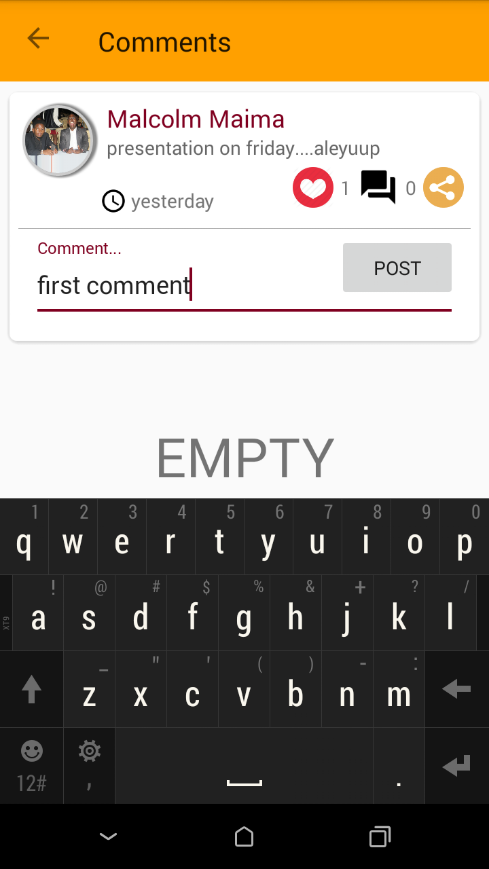 Comments
Malcolm Maima
presentation on friday....aleyuup
yesterday
1
0
Comment...
first comment
POST
EMPTY
1 2 3 4 5 6 7 8 9 0
q w e r t y u i o p
! @ # $ % & + ? /
XT9 a s d f g h j k l
_ " ' ( ) - :
z x c v b n m
12# , .